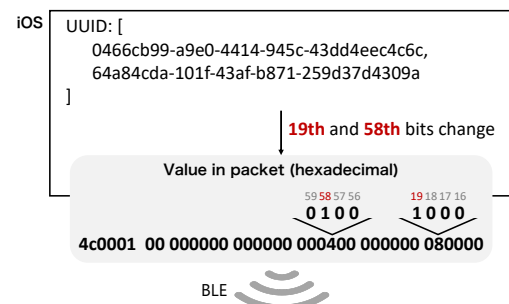 iOS
UUID: [
0466cb99-a9e0-4414-945c-43dd4eec4c6c,
64a84cda-101f-43af-b871-259d37d4309a
]
19th and 58th bits change
Value in packet (hexadecimal)
59 58 57 56 19 18 17 16
0 1 0 0 1 0 0 0
4c0001 00 000000 000000 000400 000000 080000
BLE